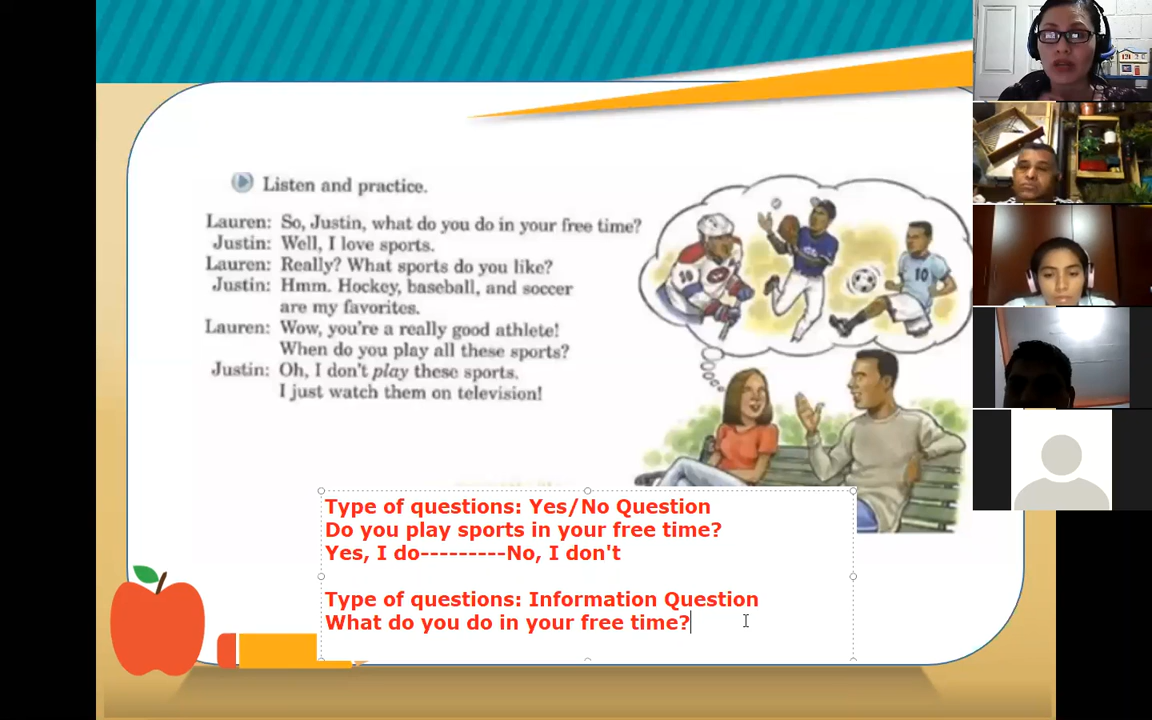 Listen and practice.
Lauren: So, Justin, what do you do in your free time?
Justin: Well, I love sports.
Lauren: Really? What sports do you like?
Justin: Hmm. Hockey, baseball, and soccer
are my favorites.
Lauren: Wow, you're a really good athlete!
When do you play all these sports?
Justin: Oh, I don't play these sports.
I just watch them on television!
10
10
Type of questions: Yes/No Question
Do you play sports in your free time?
Yes, I do---------No, I don't
Type of questions: Information Question
What do you do in your free time?